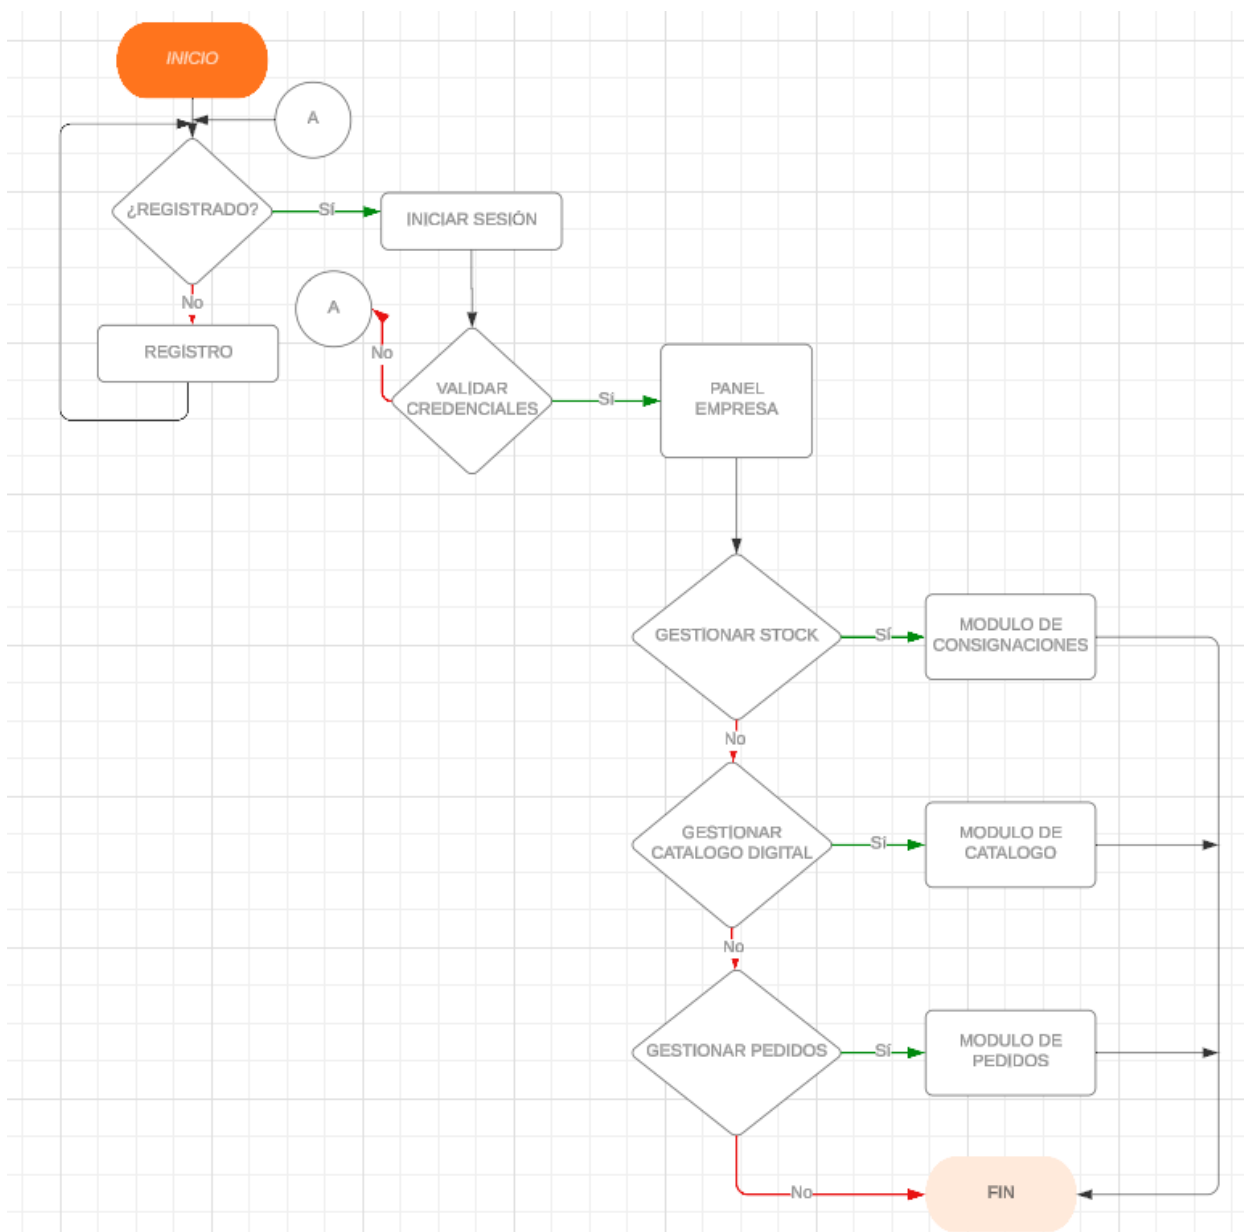 INICIO
A
¿REGISTRADO?
Sí
INICIAR SESIÓN
No
A
REGISTRO
No
VALIDAR
CREDENCIALES
Sí
PANEL
EMPRESA
GESTIONAR STOCK
Sí
MODULO DE
CONSIGNACIONES
No
GESTIONAR
CATALOGO DIGITAL
Sí
MODULO DE
CATALOGO
No
GESTIONAR PEDIDOS
Sí
MODULO DE
PEDIDOS
No
FIN